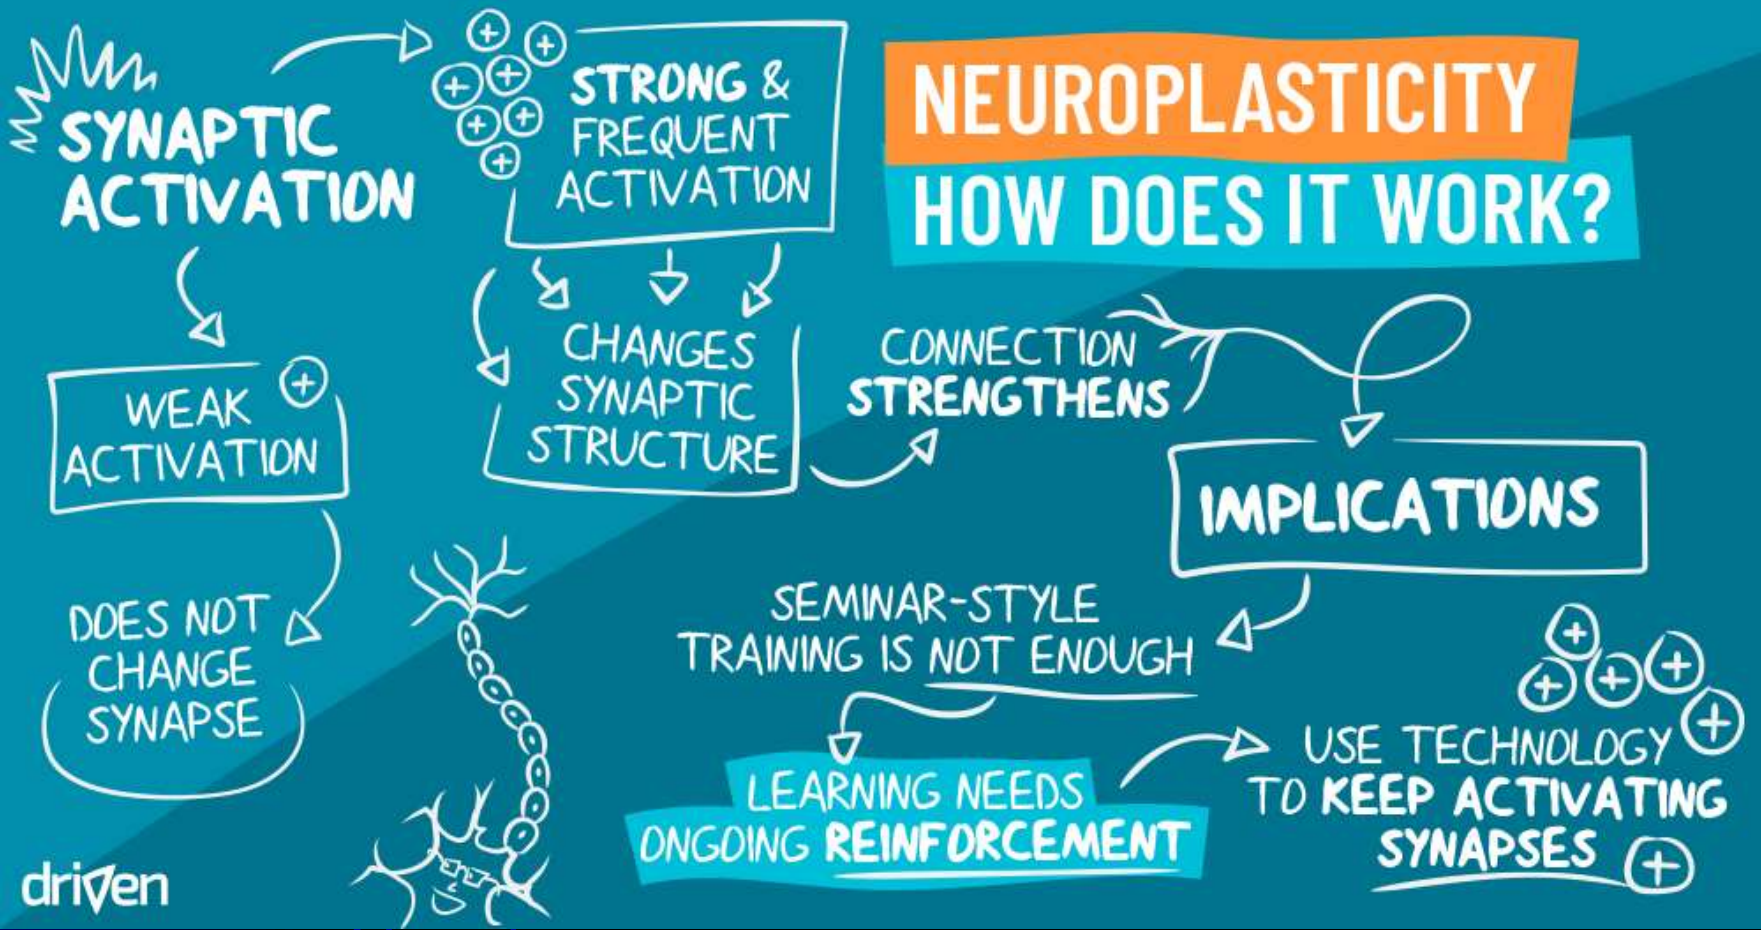 NEUROPLASTICITY
HOW DOES IT WORK?
SYNAPTIC
ACTIVATION
STRONG &
FREQUENT
ACTIVATION
WEAK
ACTIVATION
DOES NOT
CHANGE
SYNAPSE
CHANGES
SYNAPTIC
STRUCTURE
CONNECTION
STRENGTHENS
IMPLICATIONS
SEMINAR-STYLE
TRAINING IS NOT ENOUGH
LEARNING NEEDS
ONGOING REINFORCEMENT
USE TECHNOLOGY
TO KEEP ACTIVATING
SYNAPSES
driven